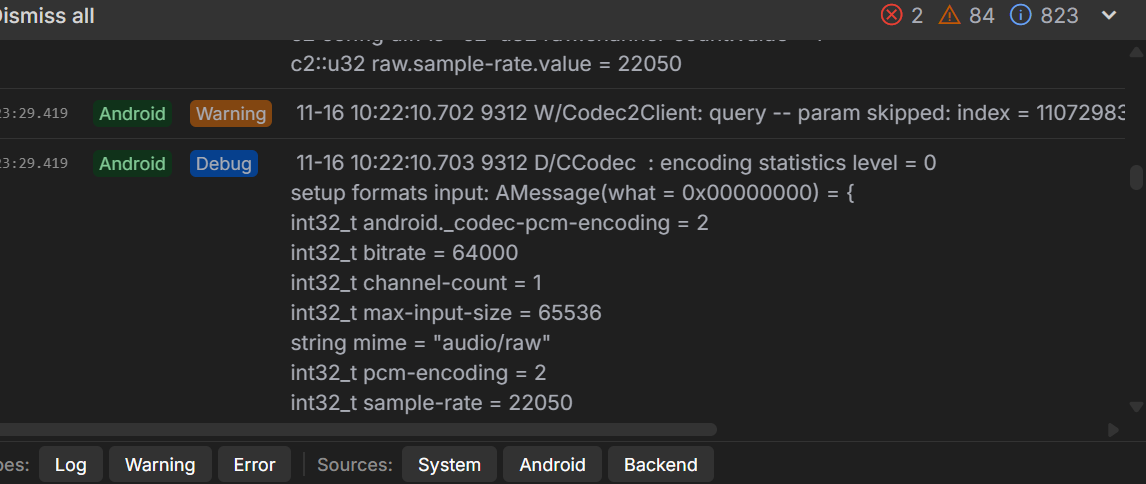 Dismiss all 2 84 823
c2::u32 raw.sample-rate.value = 22050
23:29.419 Android Warning 11-16 10:22:10.702 9312 W/Codec2Client: query -- param skipped: index = 11072983
23:29.419 Android Debug 11-16 10:22:10.703 9312 D/CCodec : encoding statistics level = 0
setup formats input: AMessage(what = 0x00000000) = {
int32_t android._codec-pcm-encoding = 2
int32_t bitrate = 64000
int32_t channel-count = 1
int32_t max-input-size = 65536
string mime = "audio/raw"
int32_t pcm-encoding = 2
int32_t sample-rate = 22050
Log Warning Error Sources: System Android Backend